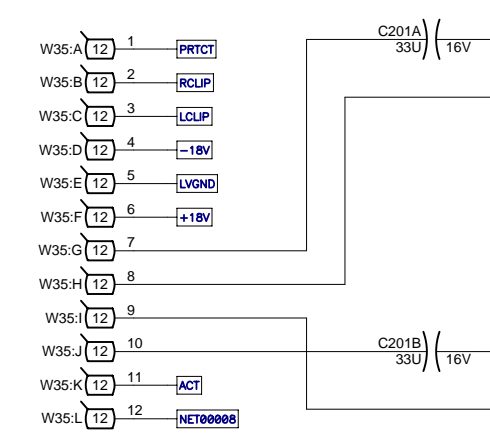 C201A
33U 16V
W35:A 12 1 PRTCT
W35:B 12 2 RCLIP
W35:C 12 3 LCLIP
W35:D 12 4 −18V
W35:E 12 5 LVGND
W35:F 12 6 +18V
W35:G 12 7
W35:H 12 8
W35:I 12 9
W35:J 12 10 C201B
33U 16V
W35:K 12 11 ACT
W35:L 12 12 NET00008